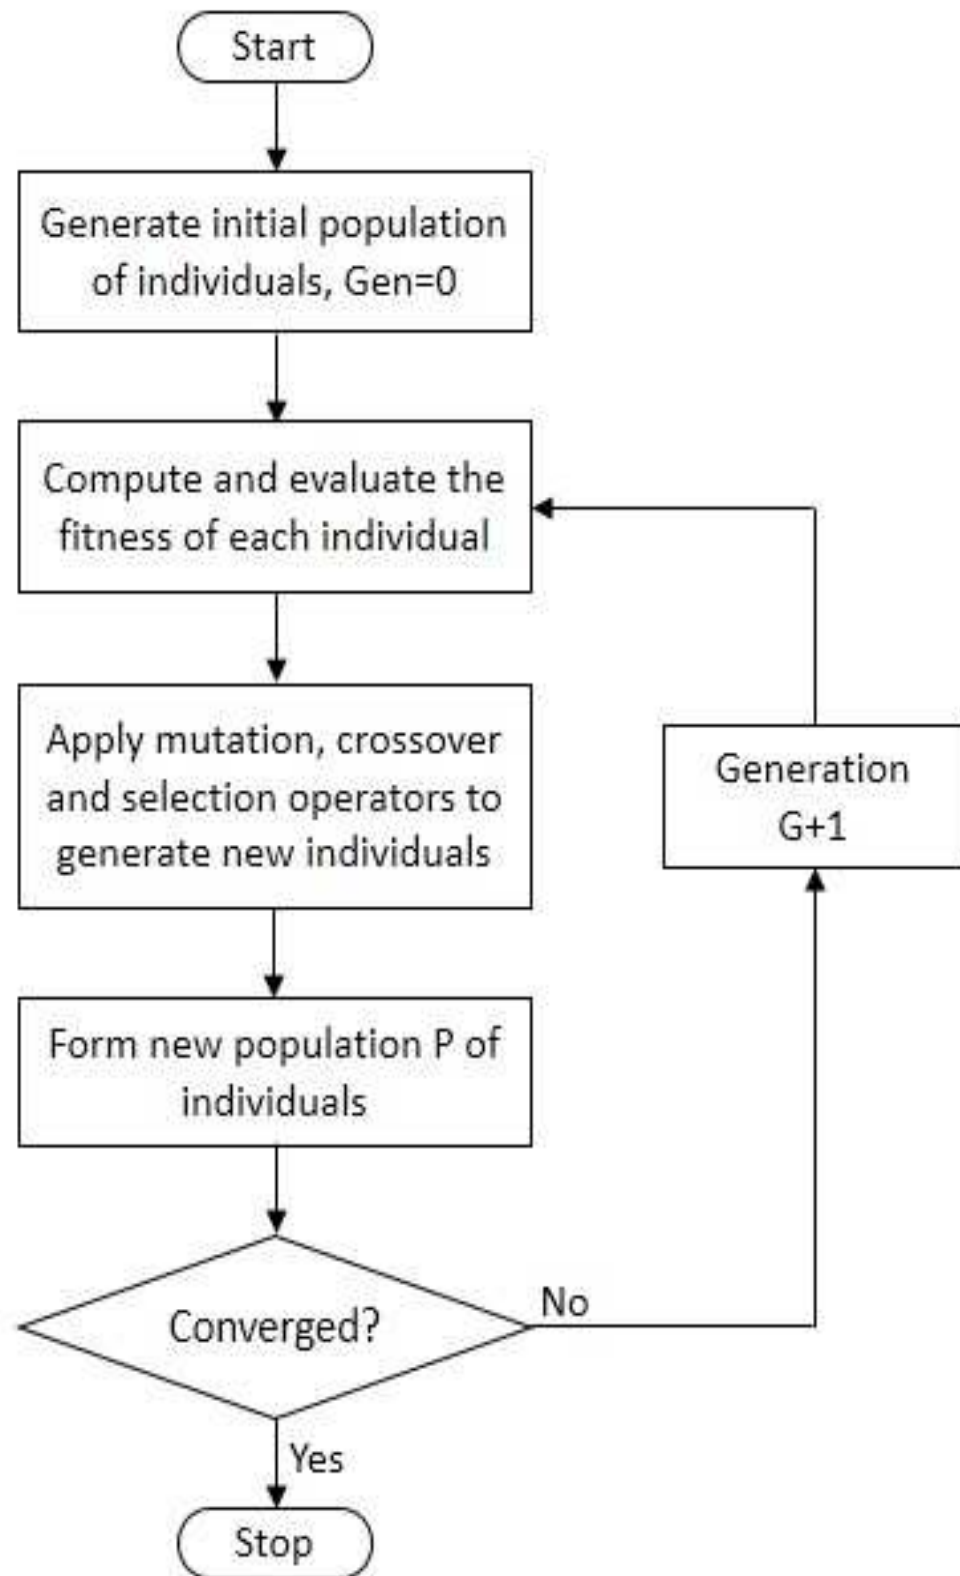 Start
Generate initial population
of individuals, Gen=0
Compute and evaluate the
fitness of each individual
Apply mutation, crossover
and selection operators to
generate new individuals
Generation
G+1
Form new population P of
individuals
Converged?
No
Yes
Stop